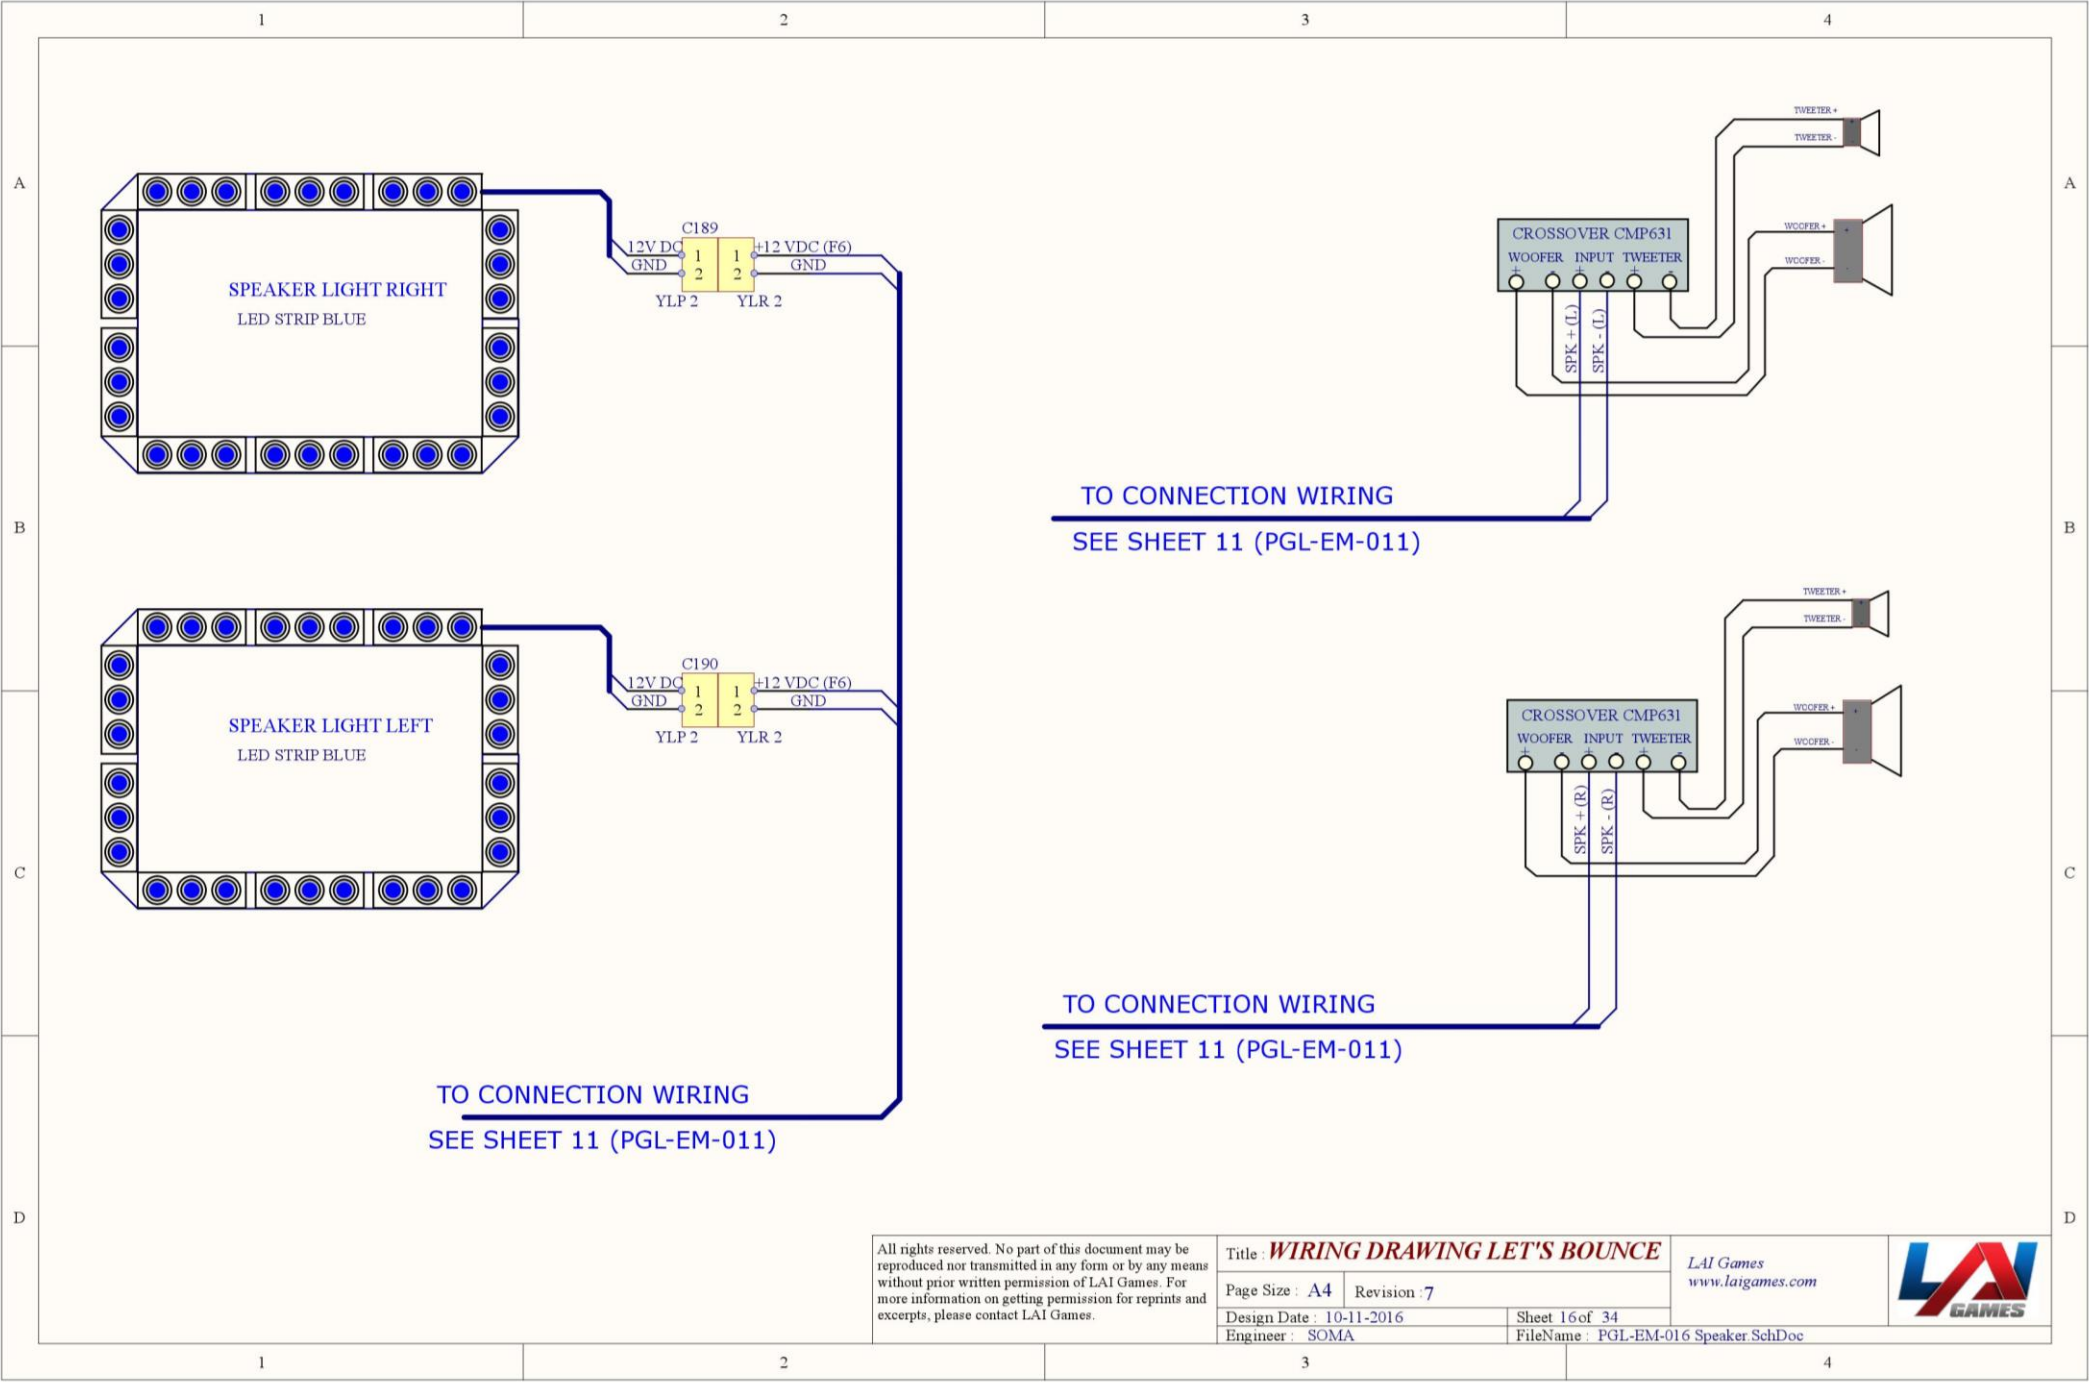 1 2 3 4
A A
B B
C C
D D
SPEAKER LIGHT RIGHT
LED STRIP BLUE
C189
12V DC 1 1 +12 VDC (F6)
GND 2 2 GND
YLP 2 YLR 2
SPEAKER LIGHT LEFT
LED STRIP BLUE
C190
12V DC 1 1 +12 VDC (F6)
GND 2 2 GND
YLP 2 YLR 2
TO CONNECTION WIRING
SEE SHEET 11 (PGL-EM-011)
TWEETER +
TWEETER -
WOOFER +
WOOFER -
CROSSOVER CMP631
WOOFER INPUT TWEETER
+ - + - + -
SPK + (L)
SPK - (L)
TO CONNECTION WIRING
SEE SHEET 11 (PGL-EM-011)
TWEETER +
TWEETER -
WOOFER +
WOOFER -
CROSSOVER CMP631
WOOFER INPUT TWEETER
+ - + - + -
SPK + (R)
SPK - (R)
TO CONNECTION WIRING
SEE SHEET 11 (PGL-EM-011)
All rights reserved. No part of this document may be
reproduced nor transmitted in any form or by any means
without prior written permission of LAI Games. For
more information on getting permission for reprints and
excerpts, please contact LAI Games.
Title : WIRING DRAWING LET'S BOUNCE
Page Size : A4 Revision : 7
Design Date : 10-11-2016 Sheet 16 of 34
Engineer : SOMA FileName : PGL-EM-016 Speaker.SchDoc
LAI Games
www.laigames.com
LAI
GAMES
1 2 3 4